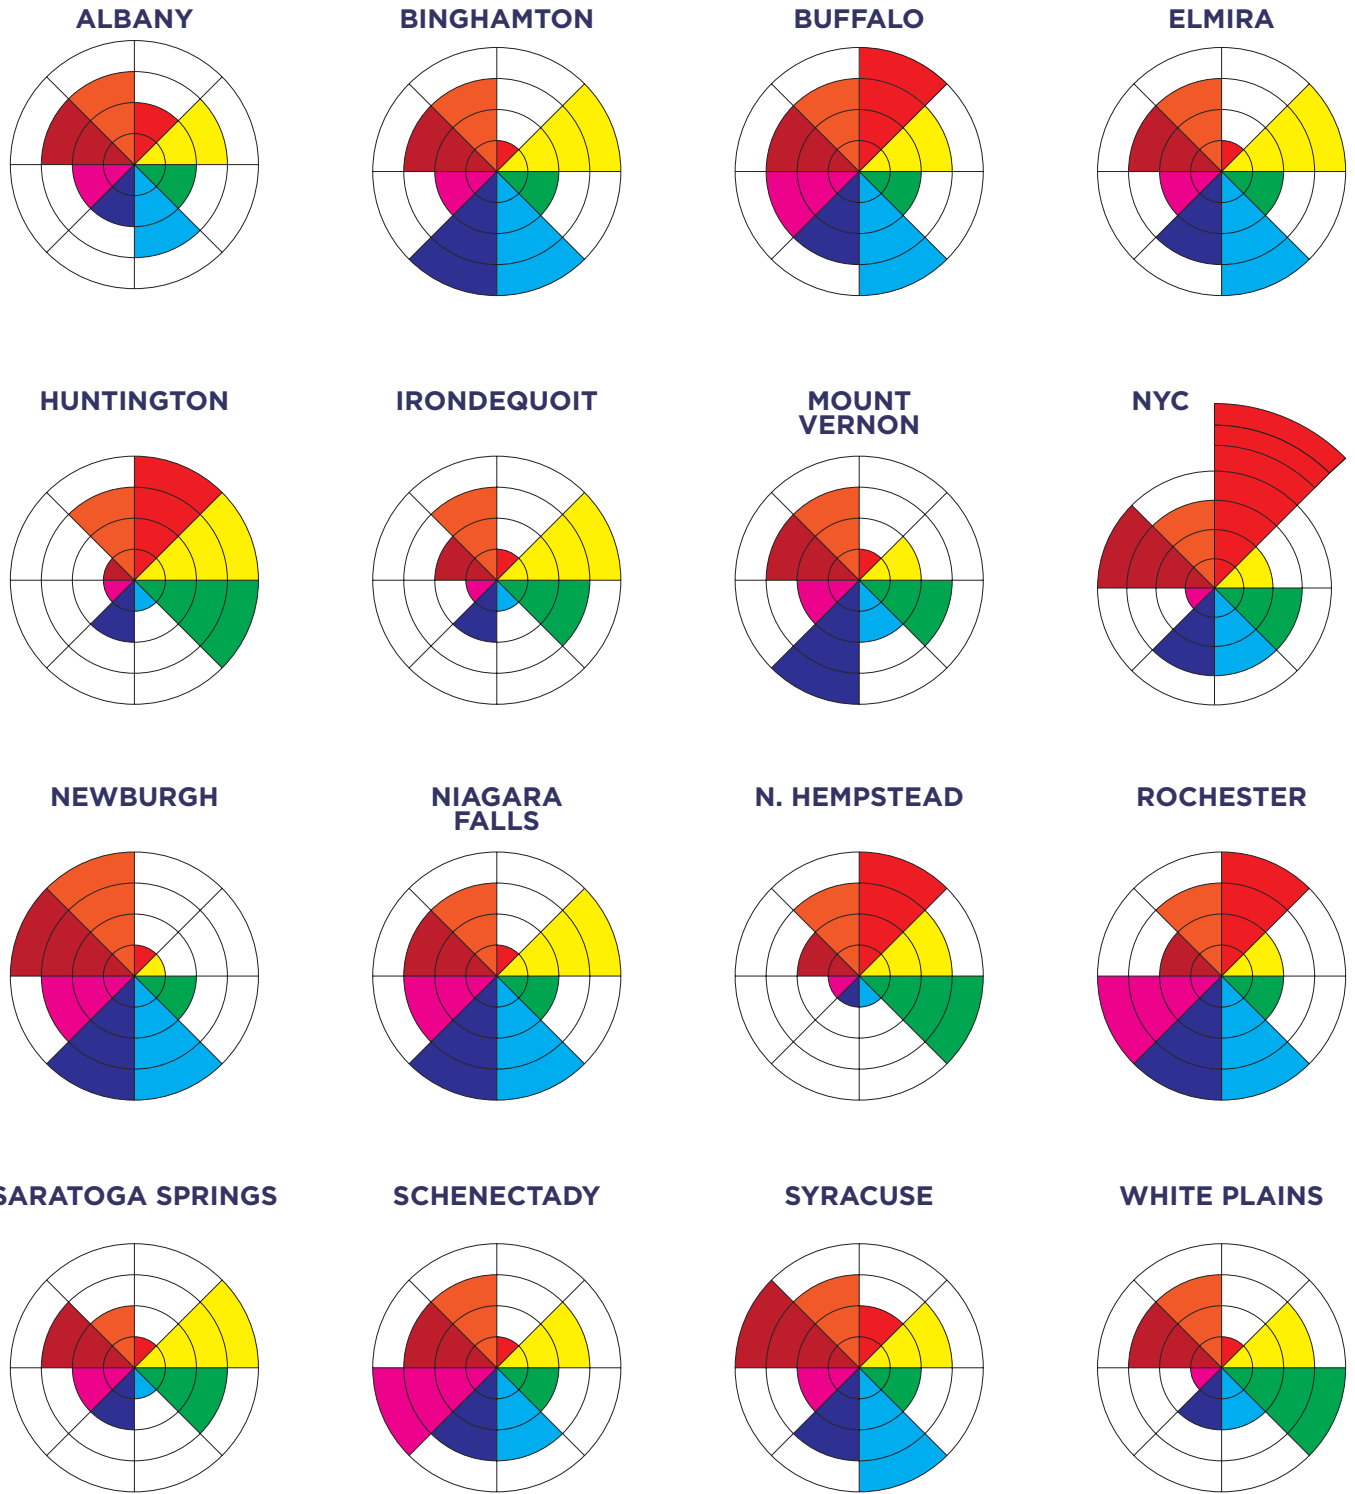 ALBANY
BINGHAMTON
BUFFALO
ELMIRA
HUNTINGTON
IRONDEQUOIT
MOUNT
VERNON
NYC
NEWBURGH
NIAGARA
FALLS
N. HEMPSTEAD
ROCHESTER
SARATOGA SPRINGS
SCHENECTADY
SYRACUSE
WHITE PLAINS